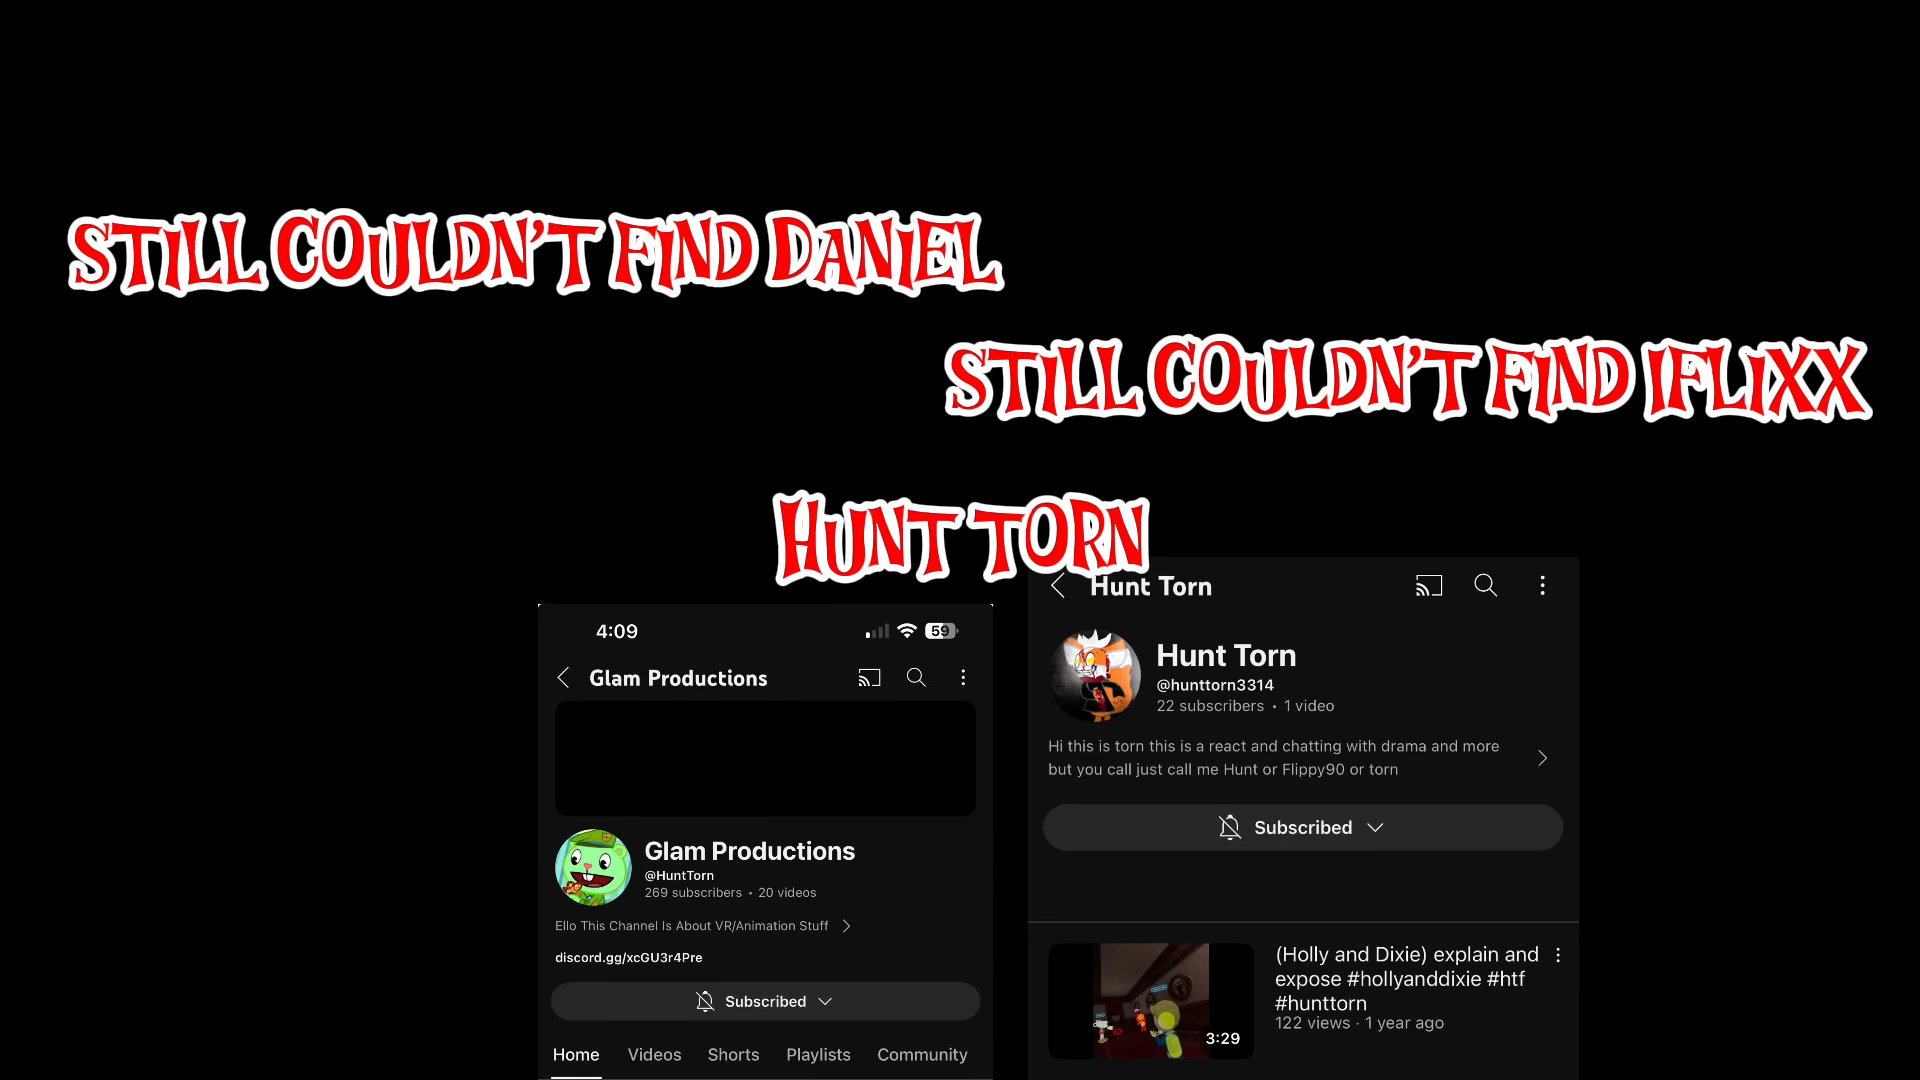 STILL COULDN'T FIND DANIEL
STILL COULDN'T FIND IFLIXX
HUNT TORN
4:09
59
Glam Productions
Glam Productions
@HuntTorn
269 subscribers • 20 videos
Ello This Channel Is About VR/Animation Stuff
discord.gg/xcGU3r4Pre
Subscribed
Home Videos Shorts Playlists Community
Hunt Torn
Hunt Torn
@hunttorn3314
22 subscribers • 1 video
Hi this is torn this is a react and chatting with drama and more
but you call just call me Hunt or Flippy90 or torn
Subscribed
(Holly and Dixie) explain and
expose #hollyanddixie #htf
#hunttorn
122 views · 1 year ago
3:29